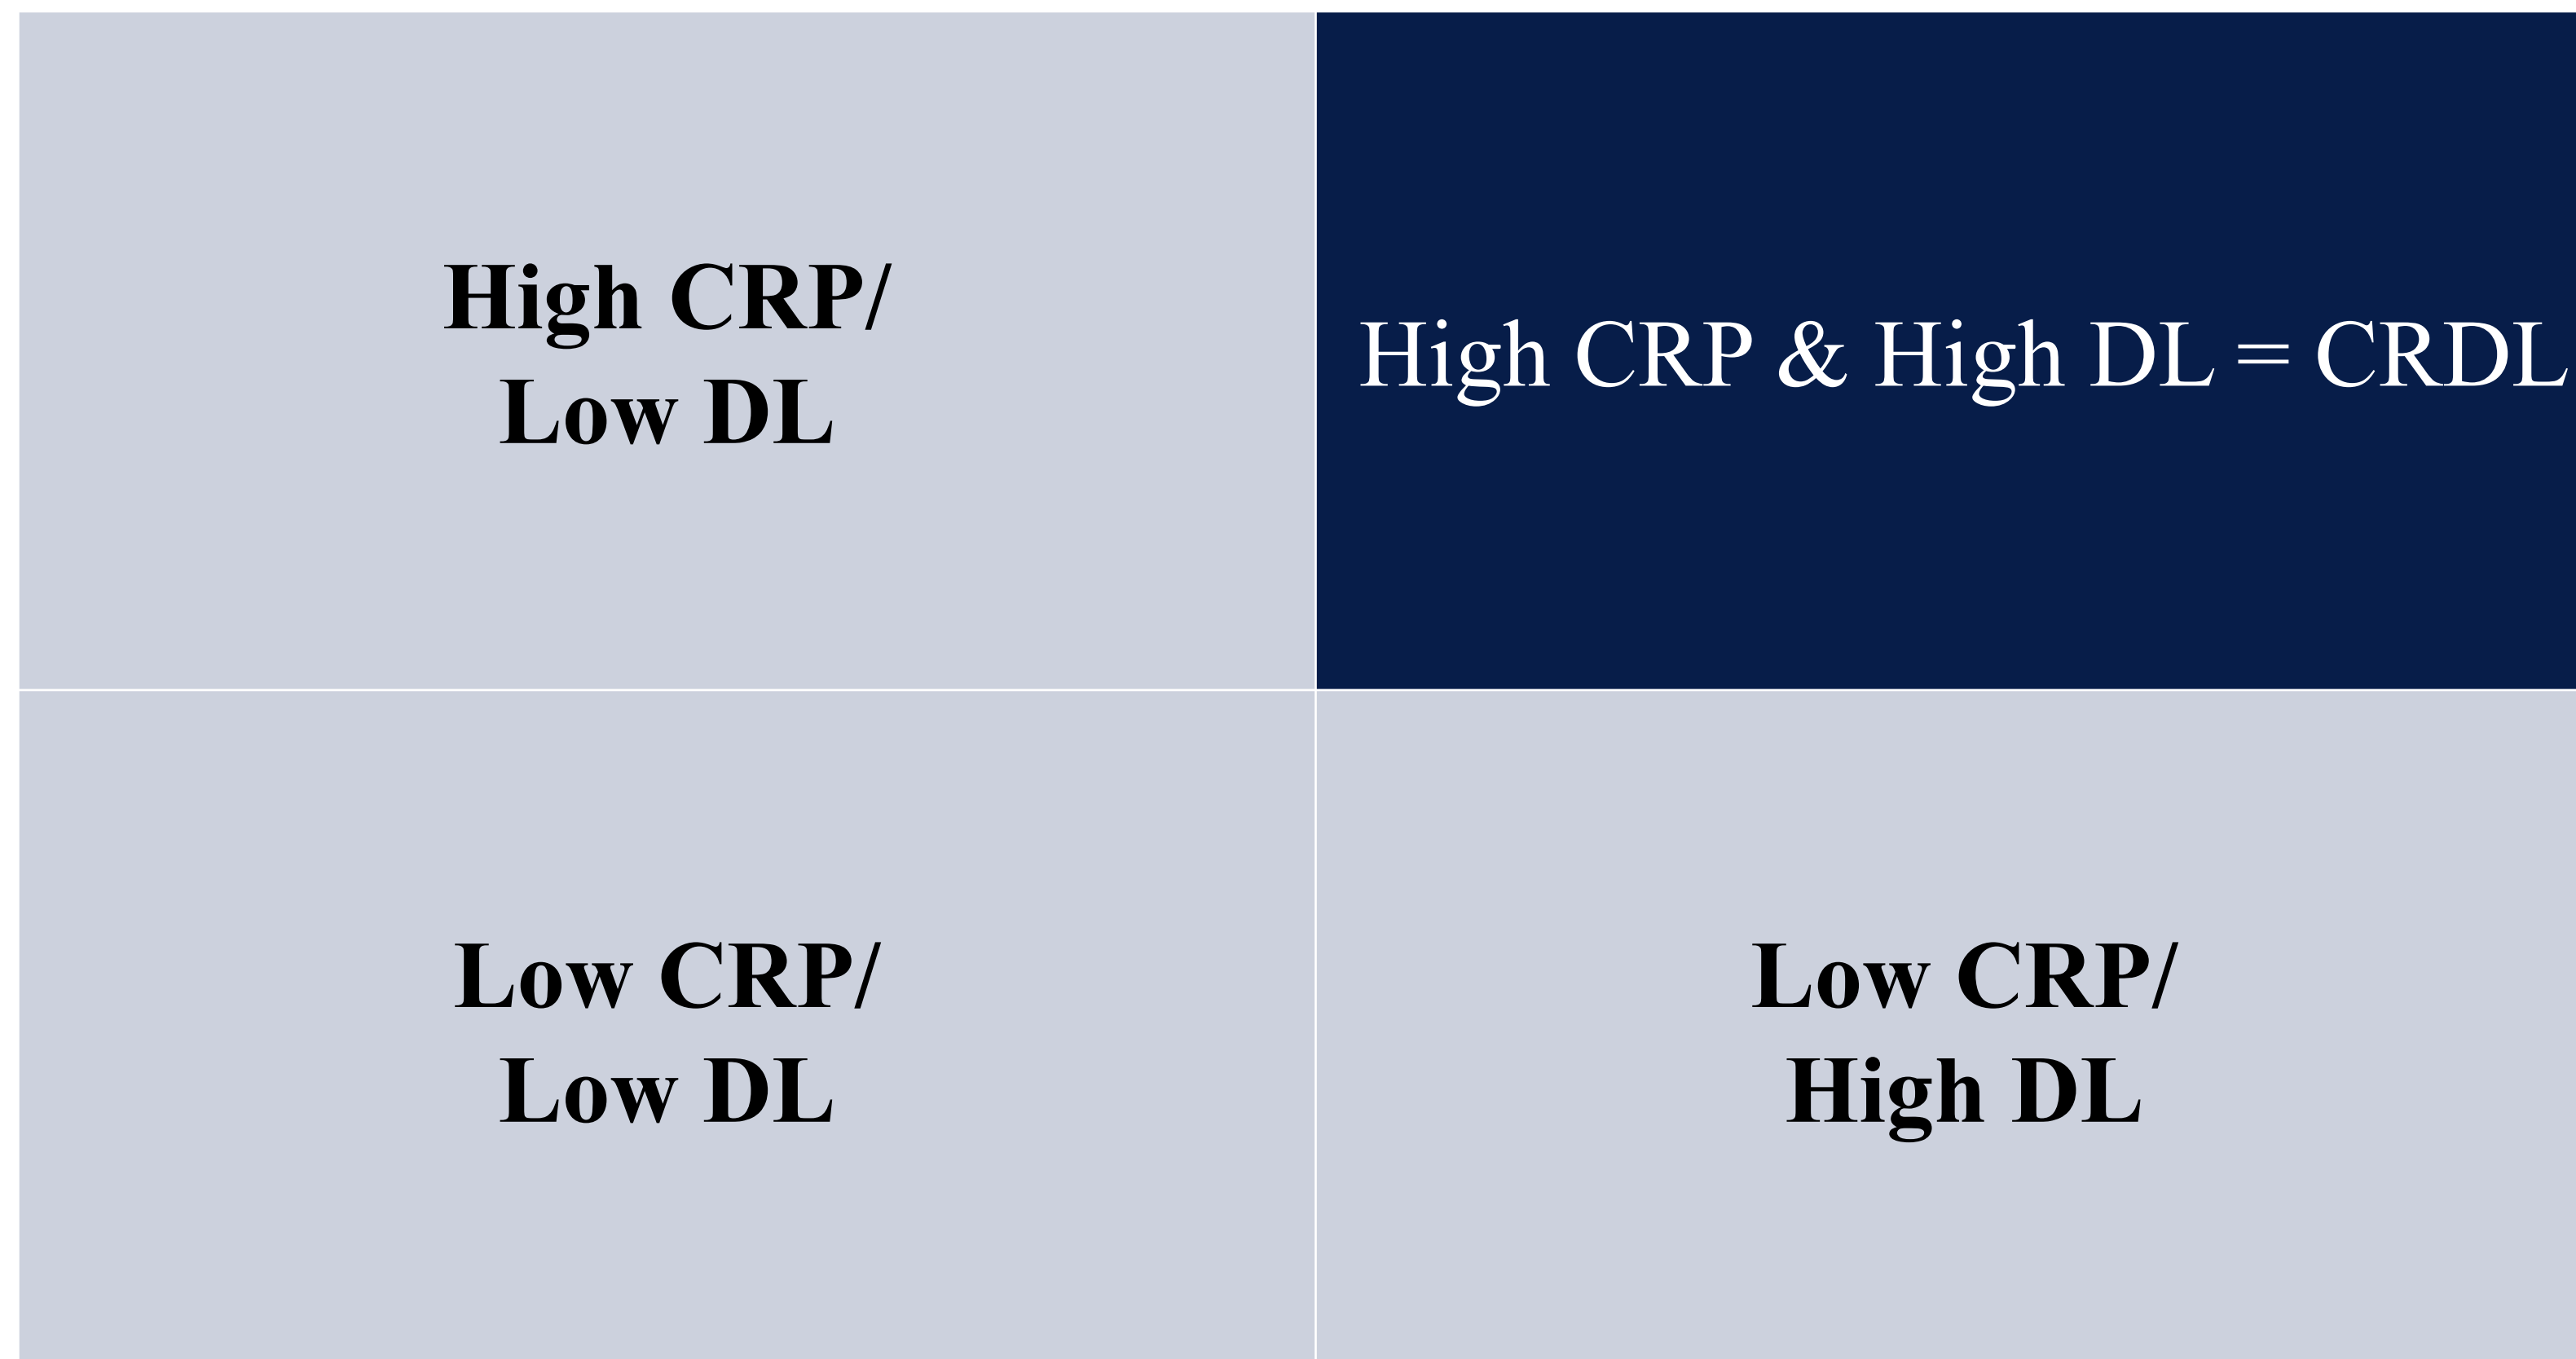 High CRP/
Low DL
High CRP & High DL = CRDL
Low CRP/
Low DL
Low CRP/
High DL